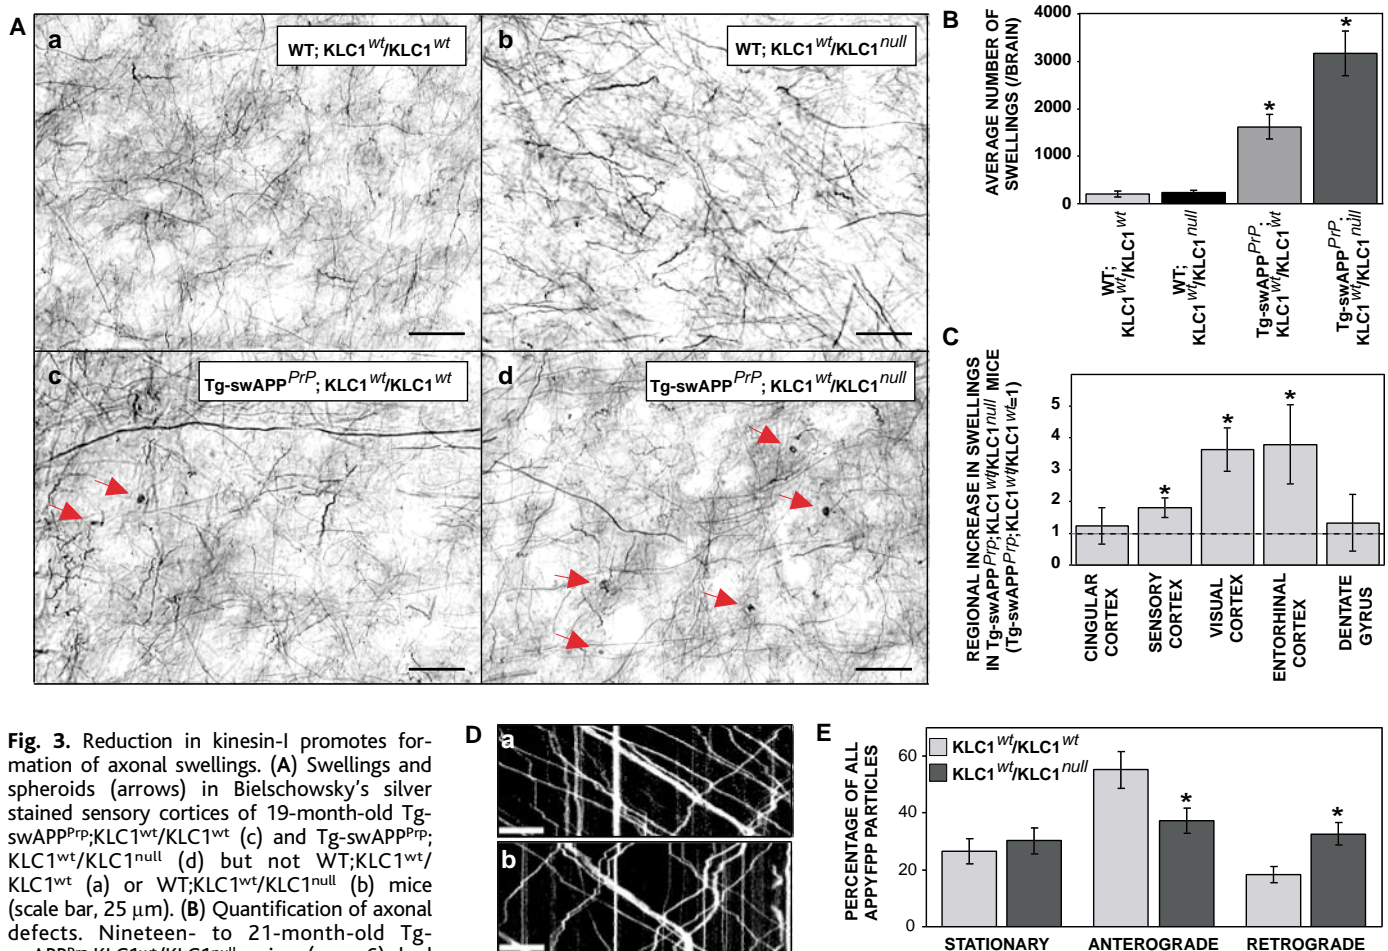 A
a
WT; KLC1wt/KLC1wt
b
WT; KLC1wt/KLC1null
c
Tg-swAPPPrP; KLC1wt/KLC1wt
d
Tg-swAPPPrP; KLC1wt/KLC1null
B
AVERAGE NUMBER OF
SWELLINGS (/BRAIN)
4000
3000
2000
1000
0
*
*
WT;
KLC1wt/KLC1wt
WT;
KLC1wt/KLC1null
Tg-swAPPPrP;
KLC1wt/KLC1wt
Tg-swAPPPrP;
KLC1wt/KLC1null
C
REGIONAL INCREASE IN SWELLINGS
IN Tg-swAPPPrp;KLC1wt/KLC1null MICE
(Tg-swAPPPrp;KLC1wt/KLC1wt=1)
5
4
3
2
1
0
*
*
*
CINGULAR
CORTEX
SENSORY
CORTEX
VISUAL
CORTEX
ENTORHINAL
CORTEX
DENTATE
GYRUS
Fig. 3. Reduction in kinesin-I promotes for-
mation of axonal swellings. (A) Swellings and
spheroids (arrows) in Bielschowsky's silver
stained sensory cortices of 19-month-old Tg-
swAPPPrp;KLC1wt/KLC1wt (c) and Tg-swAPPPrp;
KLC1wt/KLC1null (d) but not WT;KLC1wt/
KLC1wt (a) or WT;KLC1wt/KLC1null (b) mice
(scale bar, 25 μm). (B) Quantification of axonal
defects. Nineteen- to 21-month-old Tg-
D
a
b
E
PERCENTAGE OF ALL
APPYFPP PARTICLES
60
40
20
0
KLC1wt/KLC1wt
KLC1wt/KLC1null
*
*
STATIONARY
ANTEROGRADE
RETROGRADE